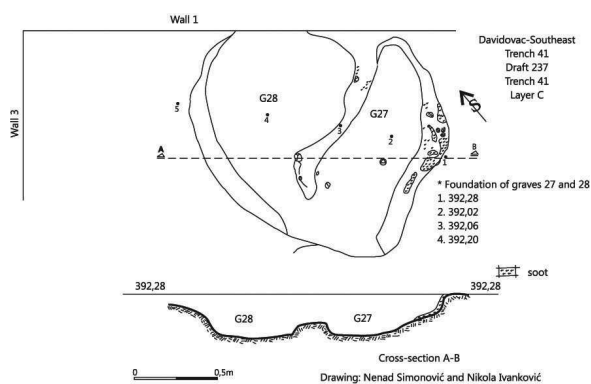 Wall 1
Wall 3
Davidovac-Southeast
Trench 41
Draft 237
Trench 41
Layer C
G28
G27
5
4
3
2
1
A
B
* Foundation of graves 27 and 28
1. 392,28
2. 392,02
3. 392,06
4. 392,20
soot
392,28
392,28
G28
G27
Cross-section A-B
0
0,5m
Drawing: Nenad Simonović and Nikola Ivanković